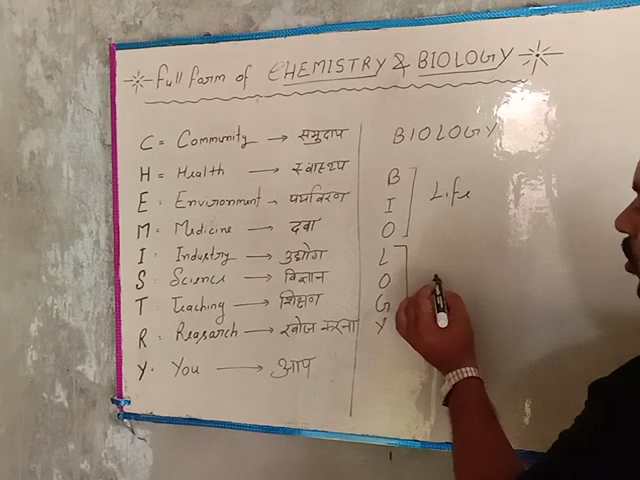 Full form of CHEMISTRY & BIOLOGY
C = Community → समुदाय
H = Health → स्वास्थ्य
E = Environment → पर्यावरण
M = Medicine → दवा
I = Industry → उद्योग
S = Science → विज्ञान
T = Teaching → शिक्षण
R = Reasarch → खोज करना
Y = You → आप
BIOLOGY
B
I
O
Life
L
O
G
Y